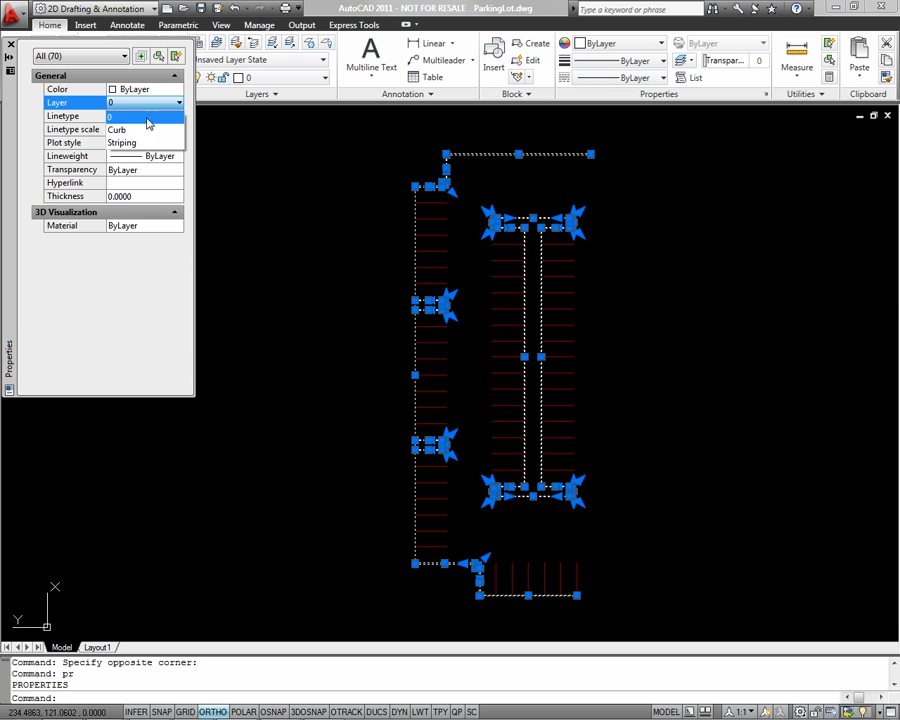 2D Drafting & Annotation
AutoCAD 2011 - NOT FOR RESALE ParkingLot.dwg
Type a keyword or phrase
Home Insert Annotate Parametric View Manage Output Express Tools
All (70)
Unsaved Layer State
0
Layers
Multiline
Text
Linear
Multileader
Table
Annotation
Insert
Create
Edit
Block
ByLayer
ByLayer
ByLayer
ByLayer
Transpar... 0
List
Properties
Measure
Utilities
Paste
Clipboard
General
Color ByLayer
Layer 0
Linetype 0
Linetype scale Curb
Plot style Striping
Lineweight ByLayer
Transparency ByLayer
Hyperlink
Thickness 0.0000
3D Visualization
Material ByLayer
Properties
X
Y
Model Layout1
Command: Specify opposite corner:
Command: pr
PROPERTIES
Command:
234.4863, 121.0602, 0.0000 INFER SNAP GRID ORTHO POLAR OSNAP 3DOSNAP OTRACK DUCS DYN LWT TPY QP SC MODEL 1:1